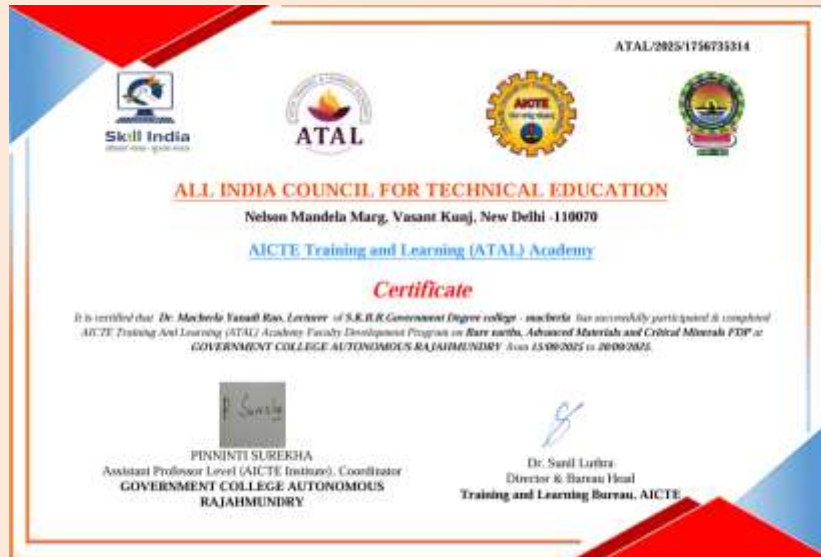 ATAL/2025/1756735314
Skill India
ATAL
AICTE
ALL INDIA COUNCIL FOR TECHNICAL EDUCATION
Nelson Mandela Marg, Vasant Kunj, New Delhi -110070
AICTE Training and Learning (ATAL) Academy
Certificate
It is certified that Dr. Macherla Yanadi Rao, Lecturer of S.K.B.R.Government Degree college - macherla has successfully participated & completed
AICTE Training And Learning (ATAL) Academy Faculty Development Program on Rare earths, Advanced Materials and Critical Minerals FDP at
GOVERNMENT COLLEGE AUTONOMOUS RAJAHMUNDRY from 15/09/2025 to 20/09/2025.
P Surekha
PINNINTI SUREKHA
Assistant Professor Level (AICTE Institute), Coordinator
GOVERNMENT COLLEGE AUTONOMOUS
RAJAHMUNDRY
Dr. Sunil Luthra
Director & Bureau Head
Training and Learning Bureau, AICTE